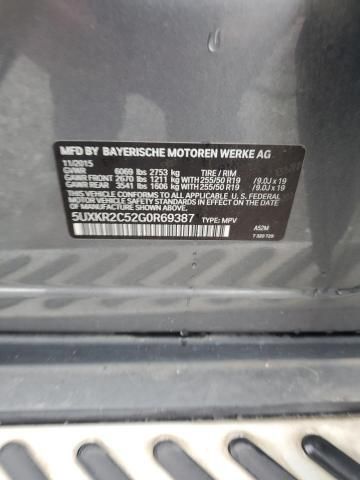 MFD BY BAYERISCHE MOTOREN WERKE AG
11/2015
GVWR 6069 lbs 2753 kg TIRE / RIM
GAWR FRONT 2670 lbs 1211 kg WITH 255/50 R19 /9.0J x 19
GAWR REAR 3541 lbs 1606 kg WITH 255/50 R19 /9.0J x 19
THIS VEHICLE CONFORMS TO ALL APPLICABLE U.S. FEDERAL
MOTOR VEHICLE SAFETY STANDARDS IN EFFECT ON THE
DATE OF MANUFACTURE SHOWN ABOVE.
5UXKR2C52G0R69387 TYPE: MPV
A52M